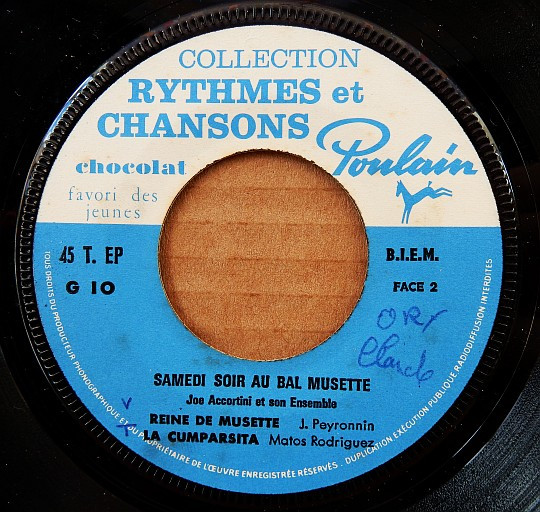 COLLECTION
RYTHMES et
CHANSONS
chocolat Poulain
favori des
jeunes
45 T. EP
B.I.E.M.
G 10
FACE 2
ORY
Claude
SAMEDI SOIR AU BAL MUSETTE
Joe Accortini et son Ensemble
REINE DE MUSETTE J. Peyronnin
LA CUMPARSITA Matos Rodriguez
TOUS DROITS DU PRODUCTEUR PHONOGRAPHIQUE ET DU PROPRIÉTAIRE DE L'ŒUVRE ENREGISTRÉE RÉSERVÉS. DUPLICATION EXÉCUTION PUBLIQUE RADIODIFFUSION INTERDITES